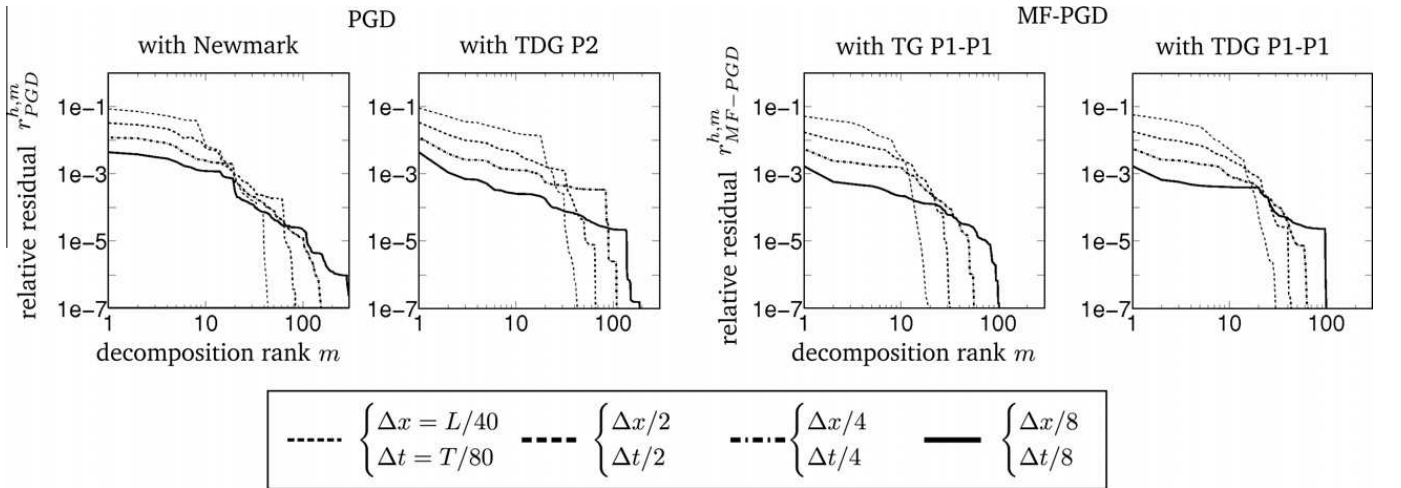 PGD
MF-PGD
with Newmark
with TDG P2
with TG P1-P1
with TDG P1-P1
relative residual r_{PGD}^{h,m}
1e−1
1e−3
1e−5
1e−7
1 10 100
1 10 100
decomposition rank m
relative residual r_{MF−PGD}^{h,m}
1e−1
1e−3
1e−5
1e−7
1 10 100
1 10 100
decomposition rank m
1e−1
1e−3
1e−5
1e−7
1e−1
1e−3
1e−5
1e−7
Δx = L/40
Δt = T/80
Δx/2
Δt/2
Δx/4
Δt/4
Δx/8
Δt/8